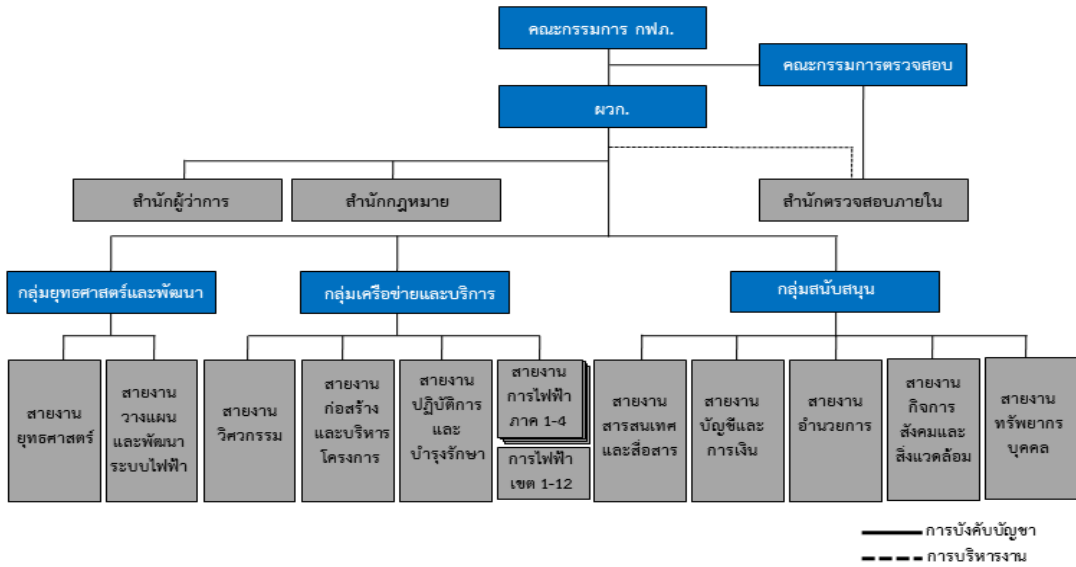 คณะกรรมการ กฟภ.
คณะกรรมการตรวจสอบ
ผวก.
สำนักผู้ว่าการ
สำนักกฎหมาย
สำนักตรวจสอบภายใน
กลุ่มยุทธศาสตร์และพัฒนา
กลุ่มเครือข่ายและบริการ
กลุ่มสนับสนุน
สายงาน
ยุทธศาสตร์
สายงาน
วางแผน
และพัฒนา
ระบบไฟฟ้า
สายงาน
วิศวกรรม
สายงาน
ก่อสร้าง
และบริหาร
โครงการ
สายงาน
ปฏิบัติการ
และ
บำรุงรักษา
สายงาน
การไฟฟ้า
ภาค 1-4
การไฟฟ้า
เขต 1-12
สายงาน
สารสนเทศ
และสื่อสาร
สายงาน
บัญชีและ
การเงิน
สายงาน
อำนวยการ
สายงาน
กิจการ
สังคมและ
สิ่งแวดล้อม
สายงาน
ทรัพยากร
บุคคล
การบังคับบัญชา
การบริหารงาน